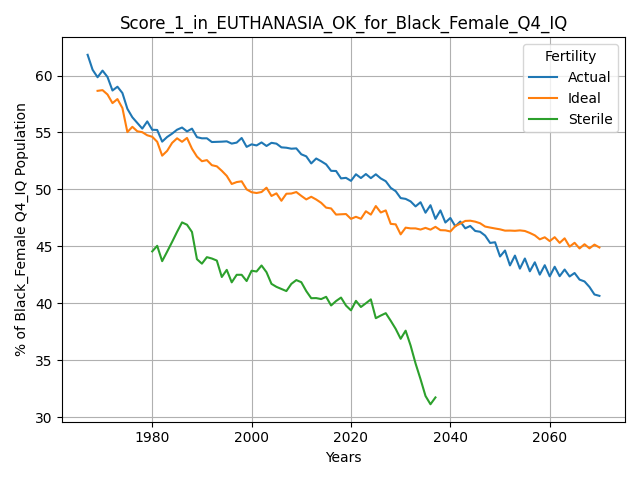 Score_1_in_EUTHANASIA_OK_for_Black_Female_Q4_IQ
Fertility
Actual
Ideal
Sterile
% of Black_Female Q4_IQ Population
60
55
50
45
40
35
30
1980
2000
2020
2040
2060
Years